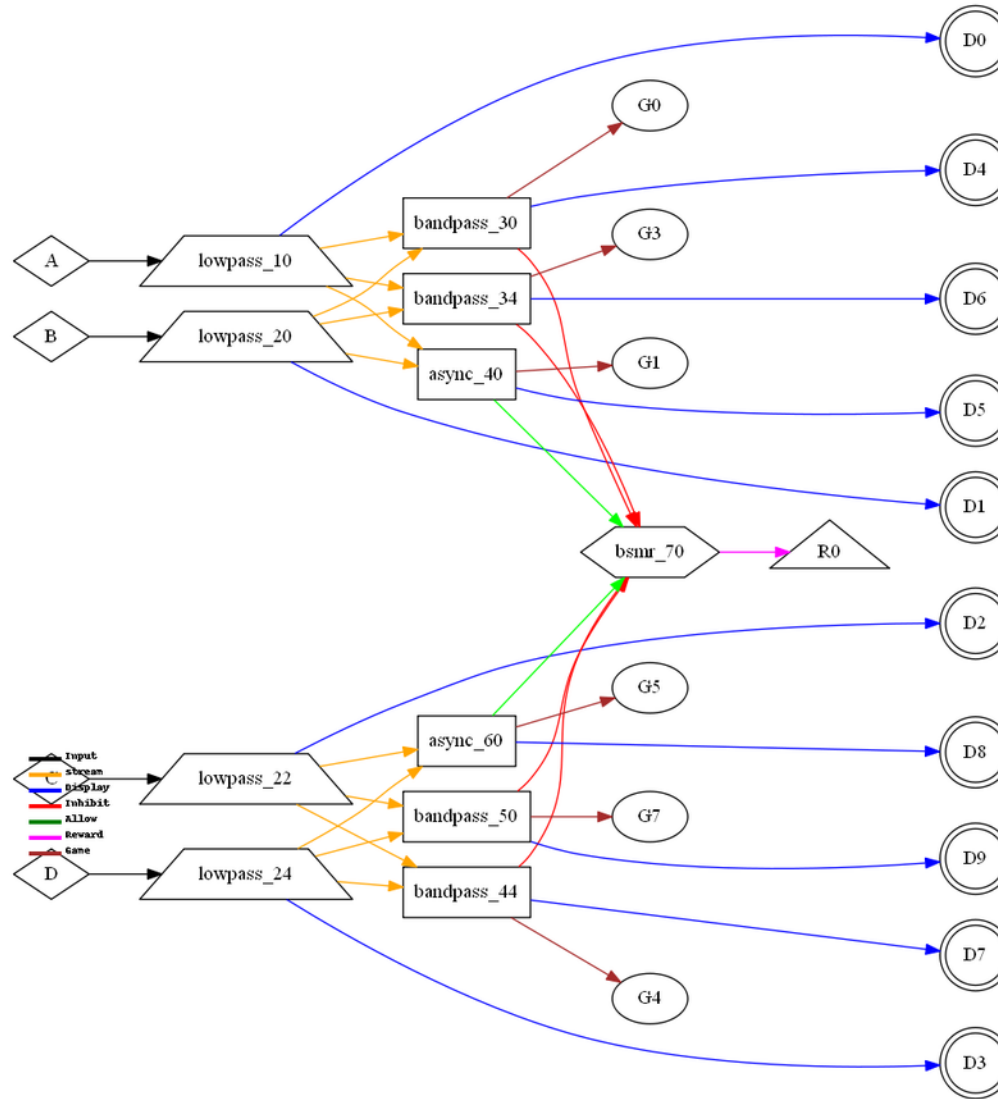 D0
G0
D4
bandpass_30
G3
A
lowpass_10
bandpass_34
D6
B
lowpass_20
G1
async_40
D5
D1
bsmr_70
R0
D2
G5
async_60
D8
Input
C
lowpass_22
stream
Display
Inhibit
Allow
Reward
Game
bandpass_50
G7
D9
D
lowpass_24
bandpass_44
D7
G4
D3